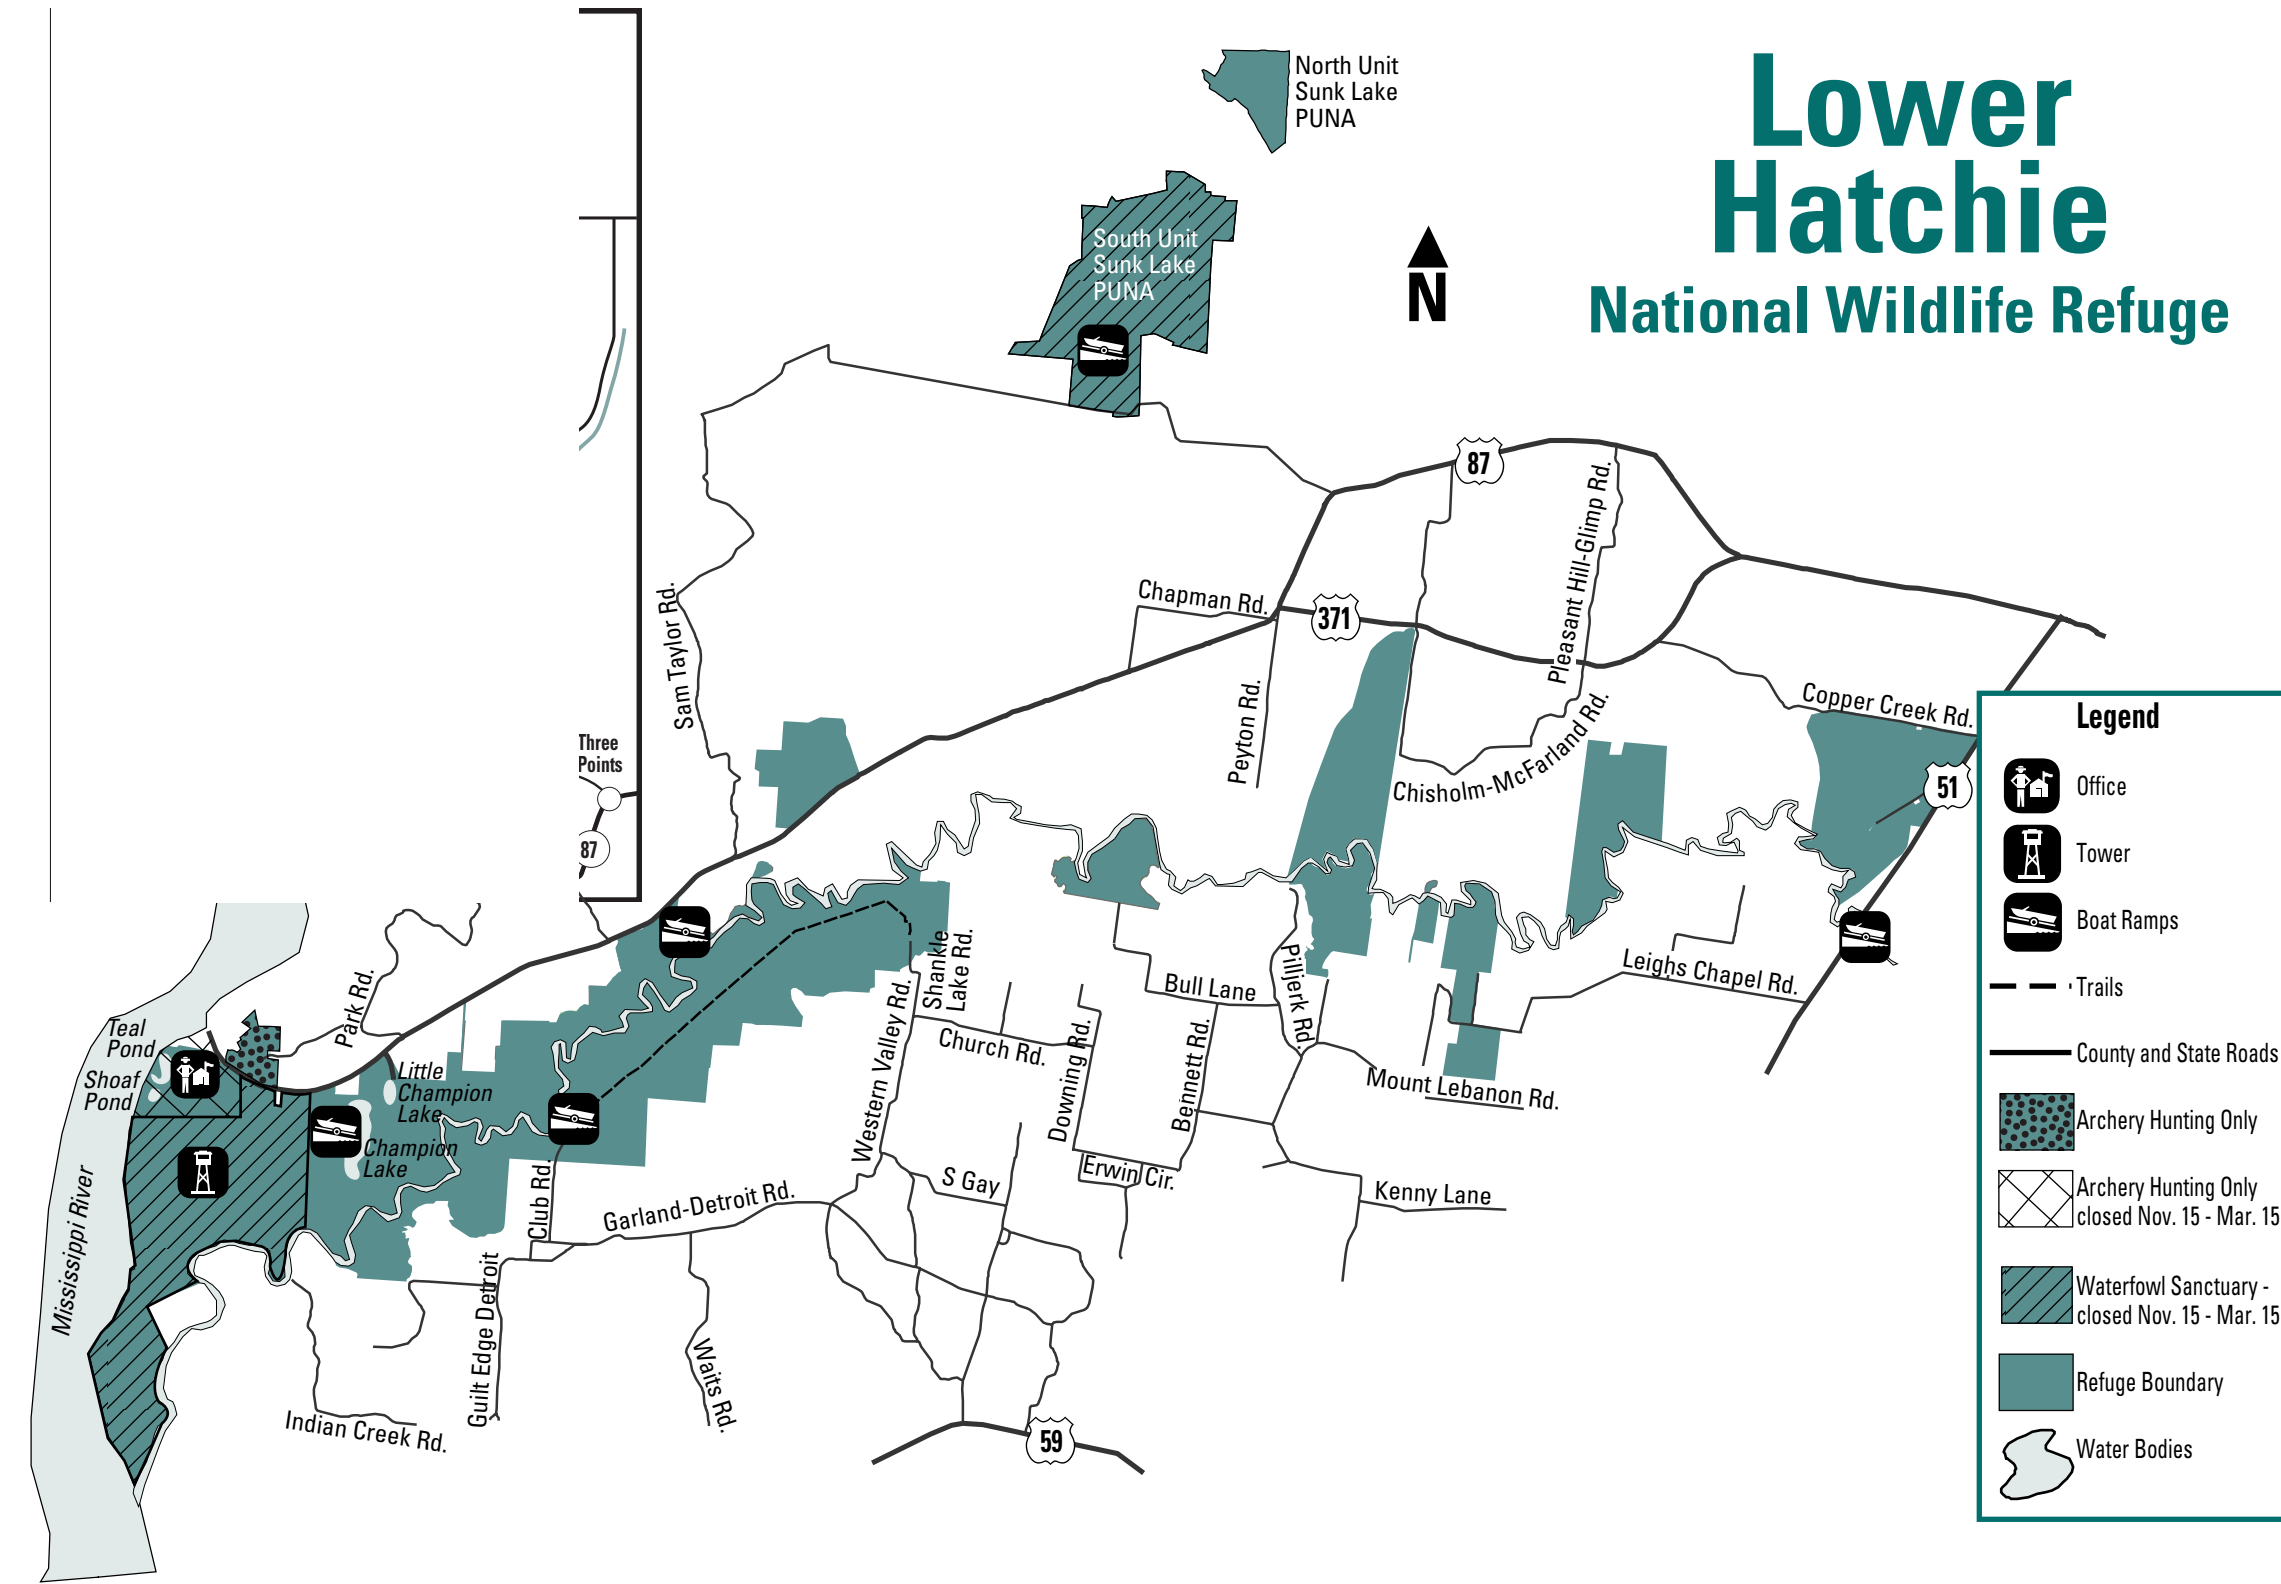 Lower
Hatchie
National Wildlife Refuge
North Unit
Sunk Lake
PUNA
South Unit
Sunk Lake
PUNA
N
87
371
Chapman Rd.
Pleasant Hill-Glimp Rd.
Sam Taylor Rd.
Peyton Rd.
Chisholm-McFarland Rd.
Copper Creek Rd.
51
Three
Points
87
Park Rd.
Teal
Pond
Shoaf
Pond
Little
Champion
Lake
Champion
Lake
Mississippi River
Shankle
Lake Rd.
Western Valley Rd.
Church Rd.
Downing Rd.
Bull Lane
Bennett Rd.
Pilljerk Rd.
Leighs Chapel Rd.
Mount Lebanon Rd.
Erwin Cir.
S Gay
Kenny Lane
Club Rd.
Garland-Detroit Rd.
Guilt Edge Detroit
Waits Rd.
Indian Creek Rd.
59
Legend
Office
Tower
Boat Ramps
Trails
County and State Roads
Archery Hunting Only
Archery Hunting Only
closed Nov. 15 - Mar. 15
Waterfowl Sanctuary -
closed Nov. 15 - Mar. 15
Refuge Boundary
Water Bodies